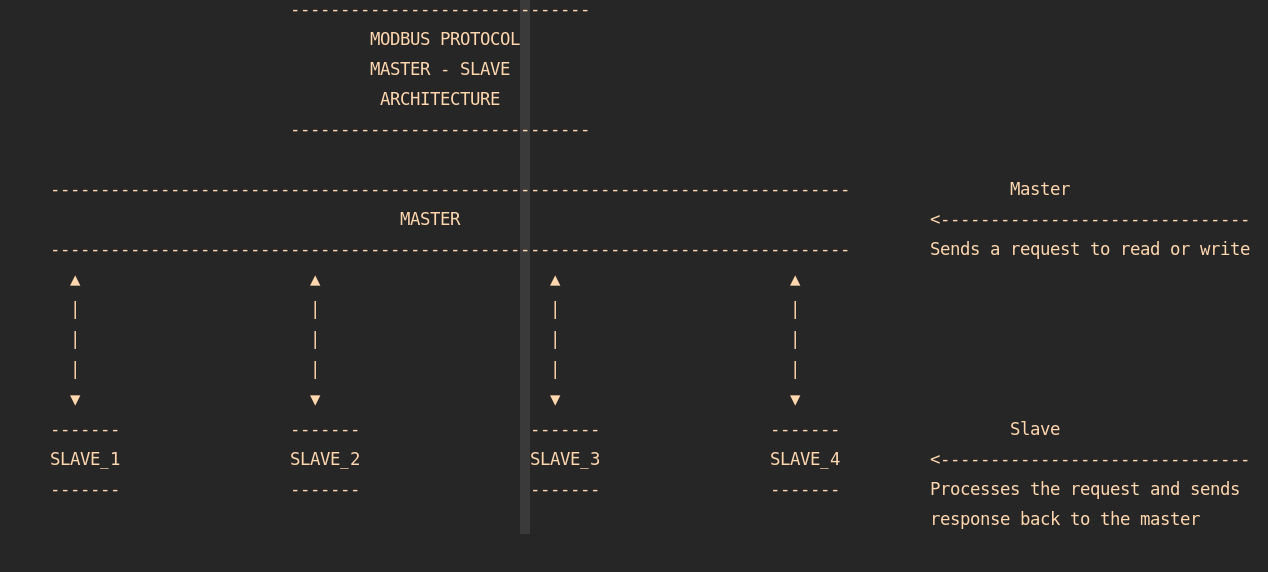 ------------------------------
MODBUS PROTOCOL
MASTER - SLAVE
ARCHITECTURE
------------------------------
-------------------------------------------------------------------------------- Master
MASTER <-------------------------------
-------------------------------------------------------------------------------- Sends a request to read or write
▲ ▲ ▲ ▲
| | | |
| | | |
| | | |
▼ ▼ ▼ ▼
------- ------- ------- ------- Slave
SLAVE_1 SLAVE_2 SLAVE_3 SLAVE_4 <-------------------------------
------- ------- ------- ------- Processes the request and sends
response back to the master